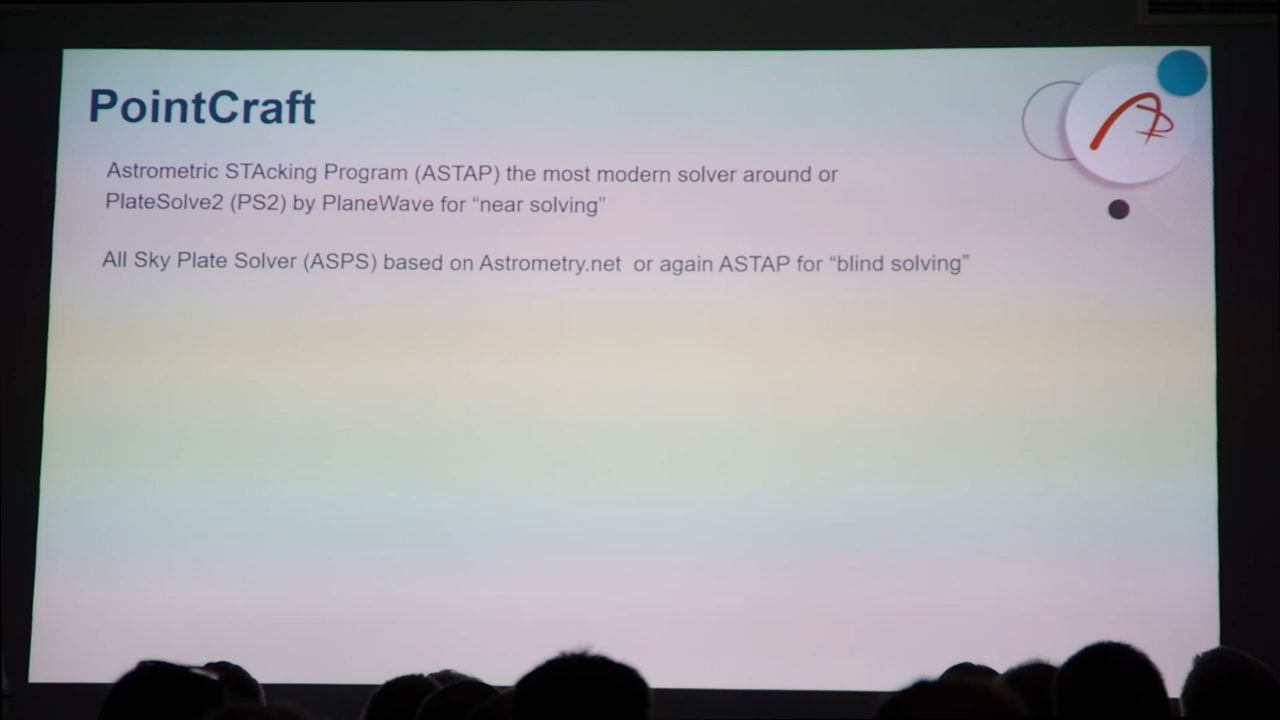 PointCraft
Astrometric STAcking Program (ASTAP) the most modern solver around or
PlateSolve2 (PS2) by PlaneWave for “near solving”
All Sky Plate Solver (ASPS) based on Astrometry.net or again ASTAP for “blind solving”